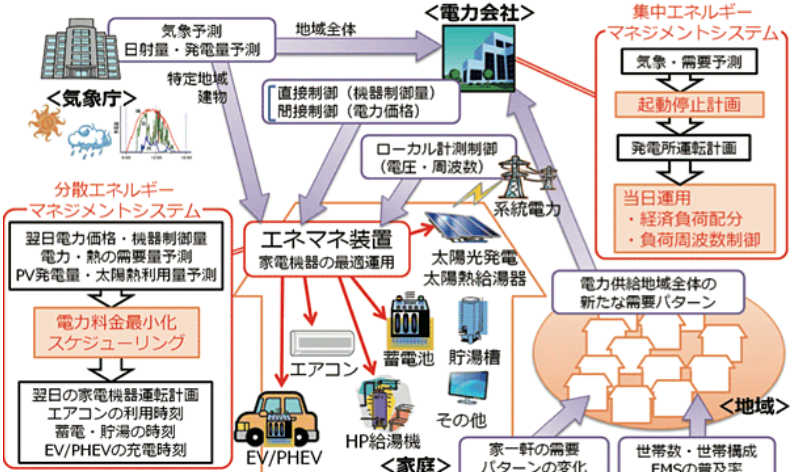 <電力会社>
集中エネルギー
マネジメントシステム
気象予測
日射量・発電量予測
地域全体
気象・需要予測
<気象庁>
特定地域
建物
直接制御（機器制御量）
間接制御（電力価格）
起動停止計画
ローカル計測制御
（電圧・周波数）
発電所運転計画
分散エネルギー
マネジメントシステム
系統電力
当日運用
・経済負荷配分
・負荷周波数制御
翌日電力価格・機器制御量
電力・熱の需要量予測
PV発電量・太陽熱利用量予測
エネマネ装置
家電機器の最適運用
太陽光発電
太陽熱給湯器
電力供給地域全体の
新たな需要パターン
電力料金最小化
スケジューリング
エアコン
蓄電池
貯湯槽
翌日の家電機器運転計画
エアコンの利用時刻
蓄電・貯湯の時刻
EV/PHEVの充電時刻
EV/PHEV
HP給湯機
その他
<地域>
<家庭>
家一軒の需要
パターンの変化
世帯数・世帯構成
EMSの普及率